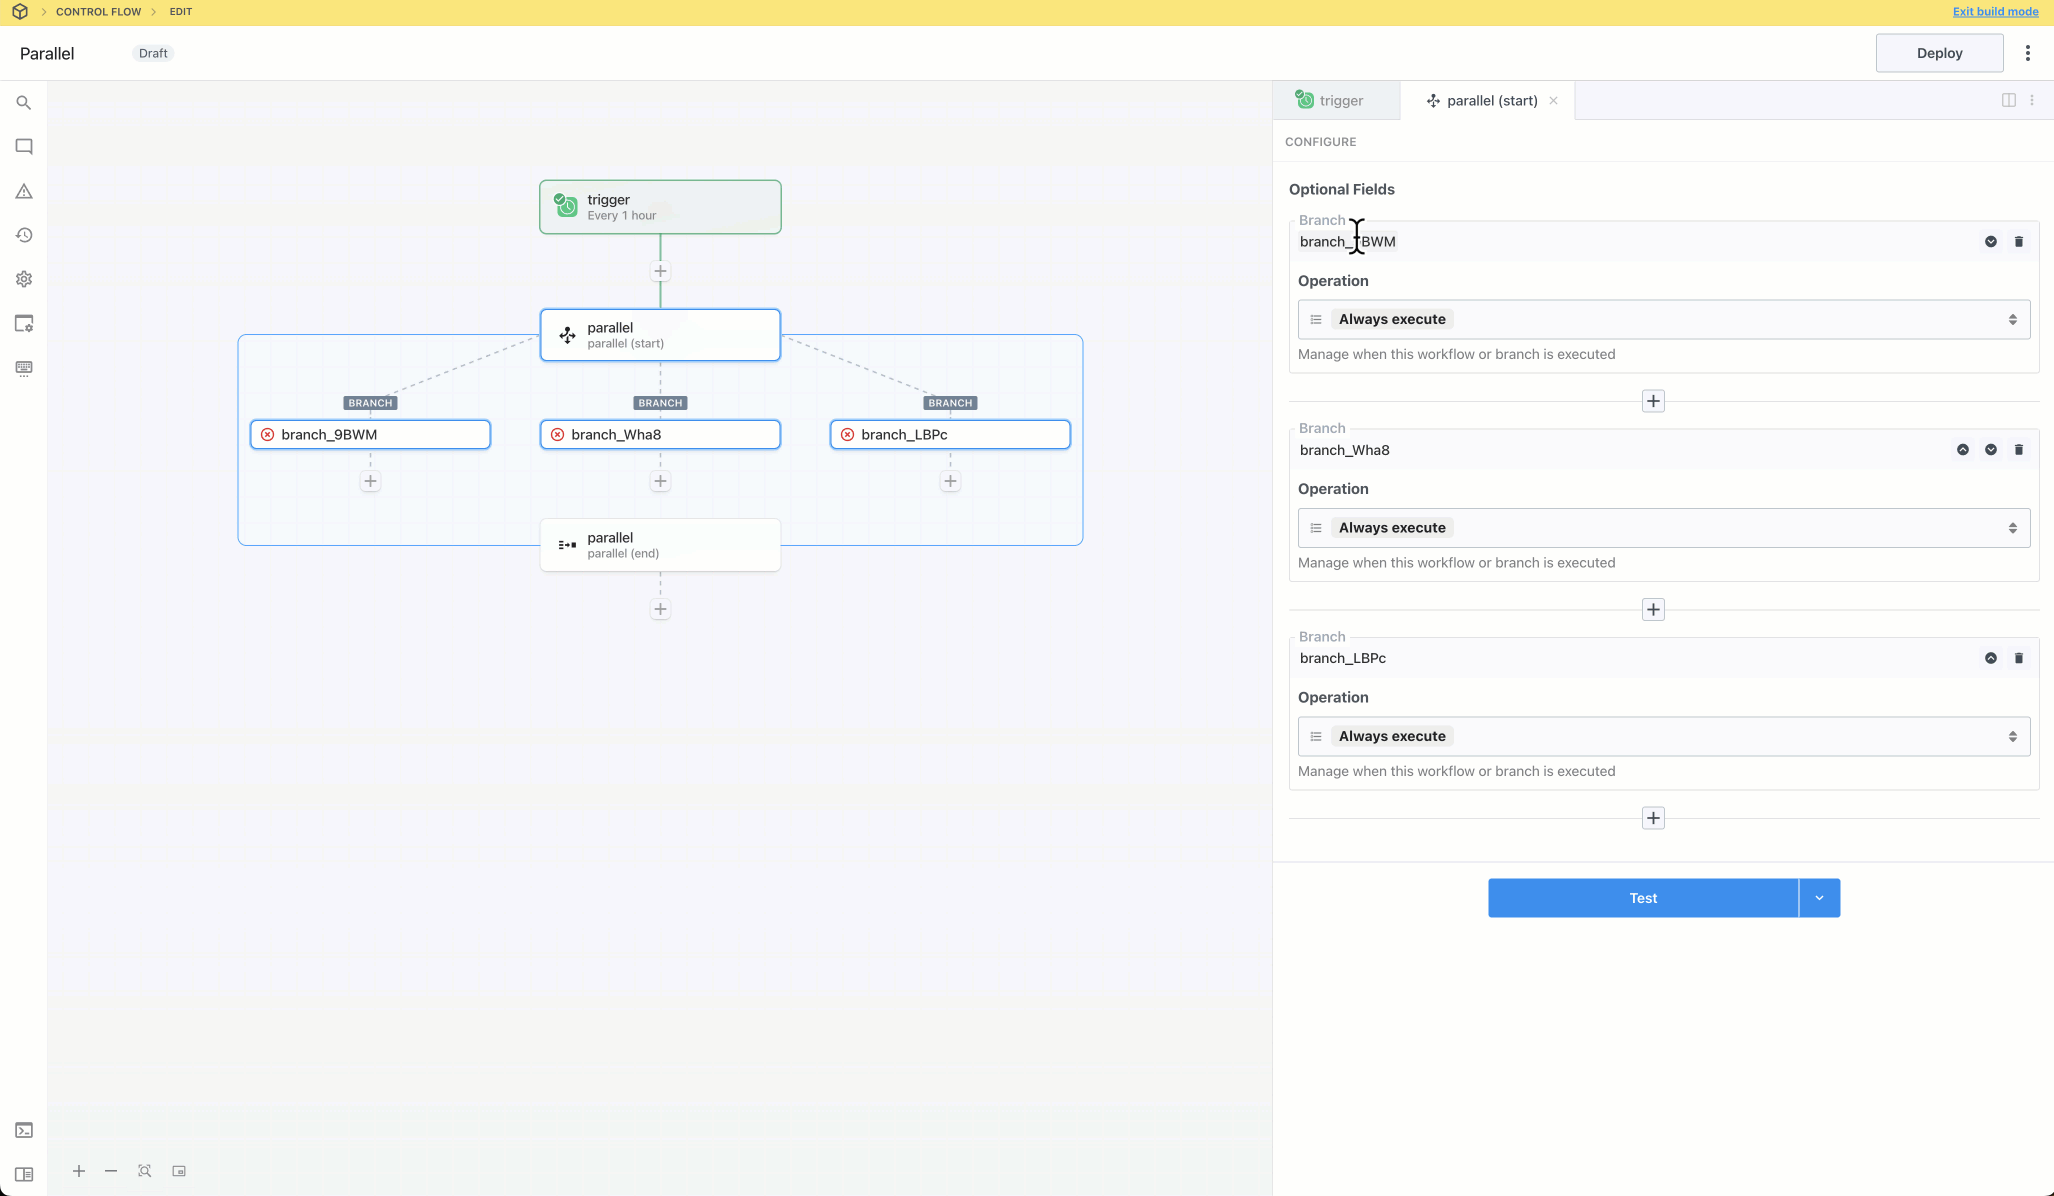 CONTROL FLOW
EDIT
Exit build mode
Parallel
Draft
Deploy
trigger
Every 1 hour
parallel
parallel (start)
BRANCH
BRANCH
BRANCH
branch_9BWM
branch_Wha8
branch_LBPc
parallel
parallel (end)
trigger
parallel (start)
CONFIGURE
Optional Fields
Branch
branch_9BWM
Operation
Always execute
Manage when this workflow or branch is executed
Branch
branch_Wha8
Operation
Always execute
Manage when this workflow or branch is executed
Branch
branch_LBPc
Operation
Always execute
Manage when this workflow or branch is executed
Test